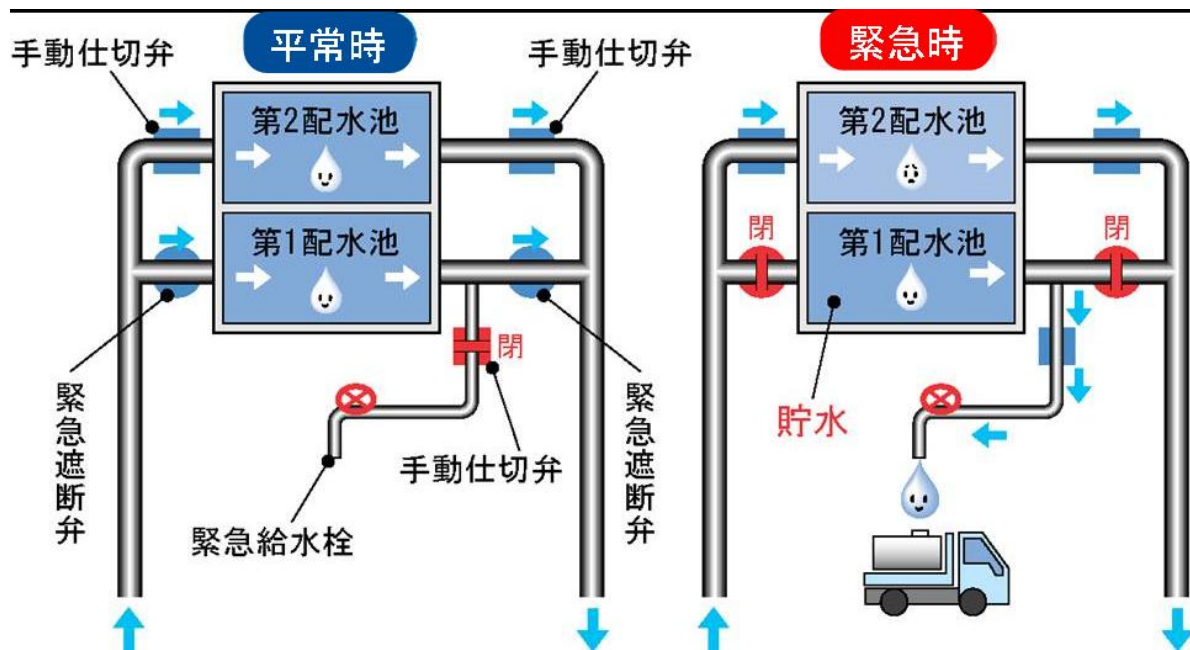 平常時
手動仕切弁
手動仕切弁
第2配水池
第1配水池
閉
緊急遮断弁
緊急遮断弁
手動仕切弁
緊急給水栓
緊急時
第2配水池
閉
第1配水池
閉
貯水